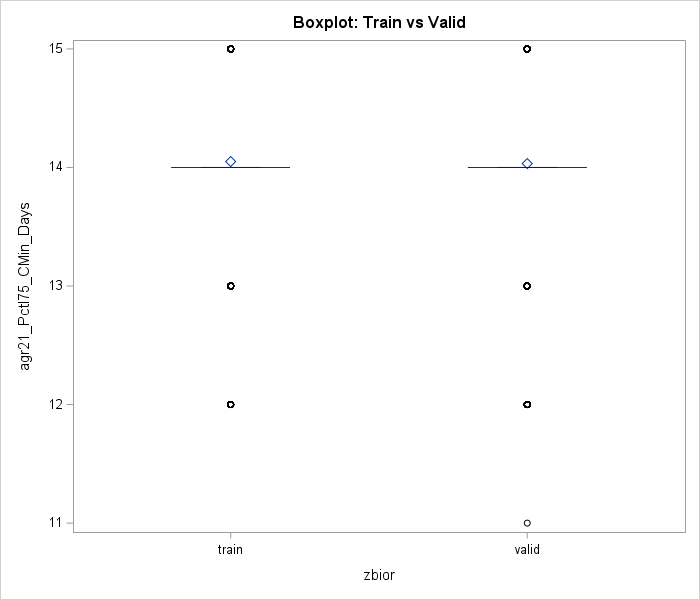 Boxplot: Train vs Valid
15
14
13
12
11
agr21_Pctl75_CMin_Days
train
valid
zbior